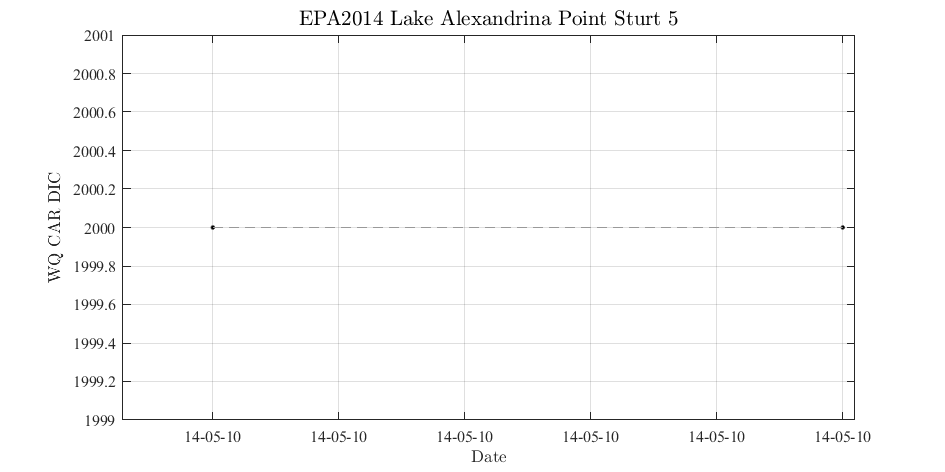 EPA2014 Lake Alexandrina Point Sturt 5
2001
2000.8
2000.6
2000.4
2000.2
2000
1999.8
1999.6
1999.4
1999.2
1999
WQ CAR DIC
14-05-10 14-05-10 14-05-10 14-05-10 14-05-10 14-05-10
Date